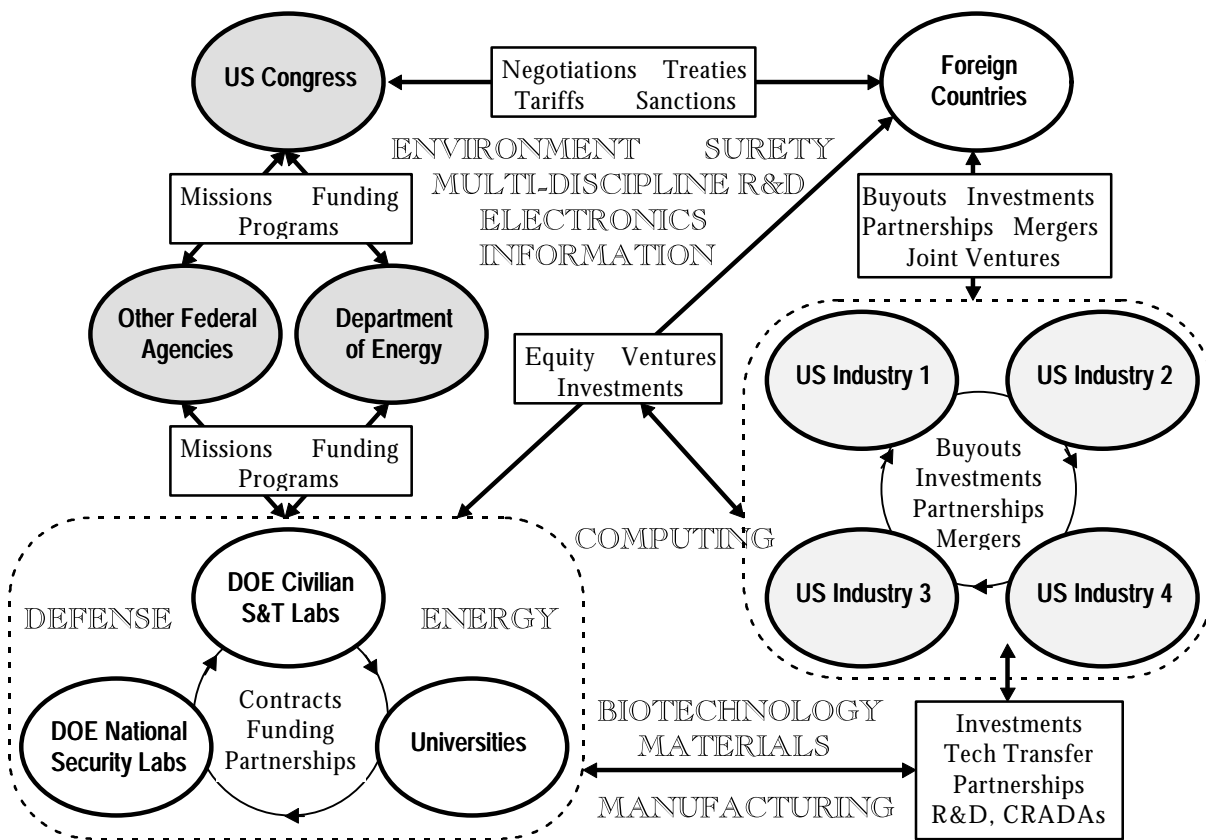 US Congress
Negotiations Treaties
Tariffs Sanctions
Foreign
Countries
ENVIRONMENT SURETY
MULTI-DISCIPLINE R&D
ELECTRONICS
INFORMATION
Missions Funding
Programs
Buyouts Investments
Partnerships Mergers
Joint Ventures
Other Federal
Agencies
Department
of Energy
Equity Ventures
Investments
US Industry 1
US Industry 2
Missions Funding
Programs
Buyouts
Investments
Partnerships
Mergers
COMPUTING
US Industry 3
US Industry 4
DOE Civilian
S&T Labs
DEFENSE
ENERGY
Contracts
Funding
Partnerships
DOE National
Security Labs
Universities
BIOTECHNOLOGY
MATERIALS
MANUFACTURING
Investments
Tech Transfer
Partnerships
R&D, CRADAs